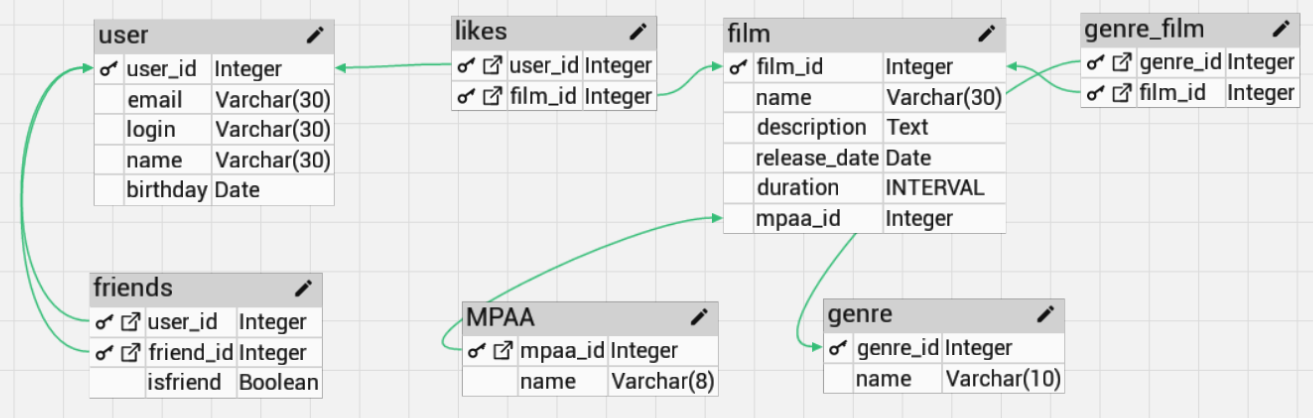 user
user_id Integer
email Varchar(30)
login Varchar(30)
name Varchar(30)
birthday Date
likes
user_id Integer
film_id Integer
film
film_id Integer
name Varchar(30)
description Text
release_date Date
duration INTERVAL
mpaa_id Integer
genre_film
genre_id Integer
film_id Integer
friends
user_id Integer
friend_id Integer
isfriend Boolean
MPAA
mpaa_id Integer
name Varchar(8)
genre
genre_id Integer
name Varchar(10)